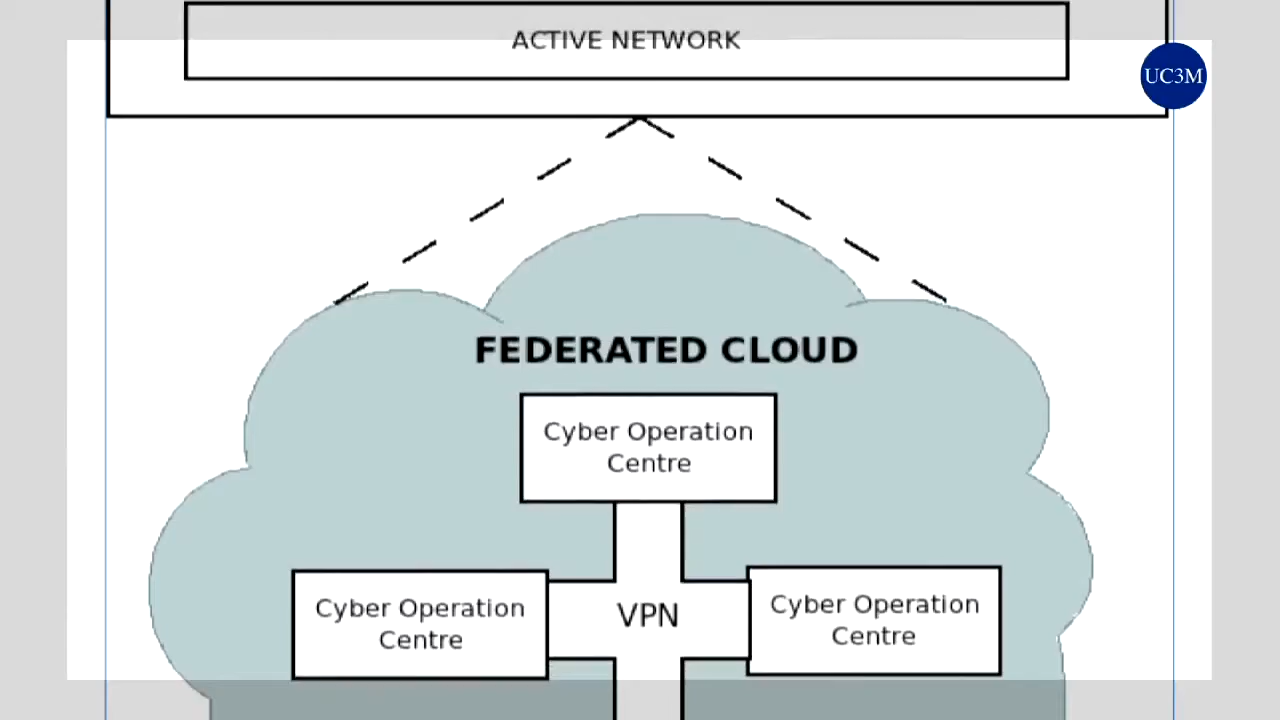 ACTIVE NETWORK
UC3M
FEDERATED CLOUD
Cyber Operation
Centre
Cyber Operation
Centre
VPN
Cyber Operation
Centre